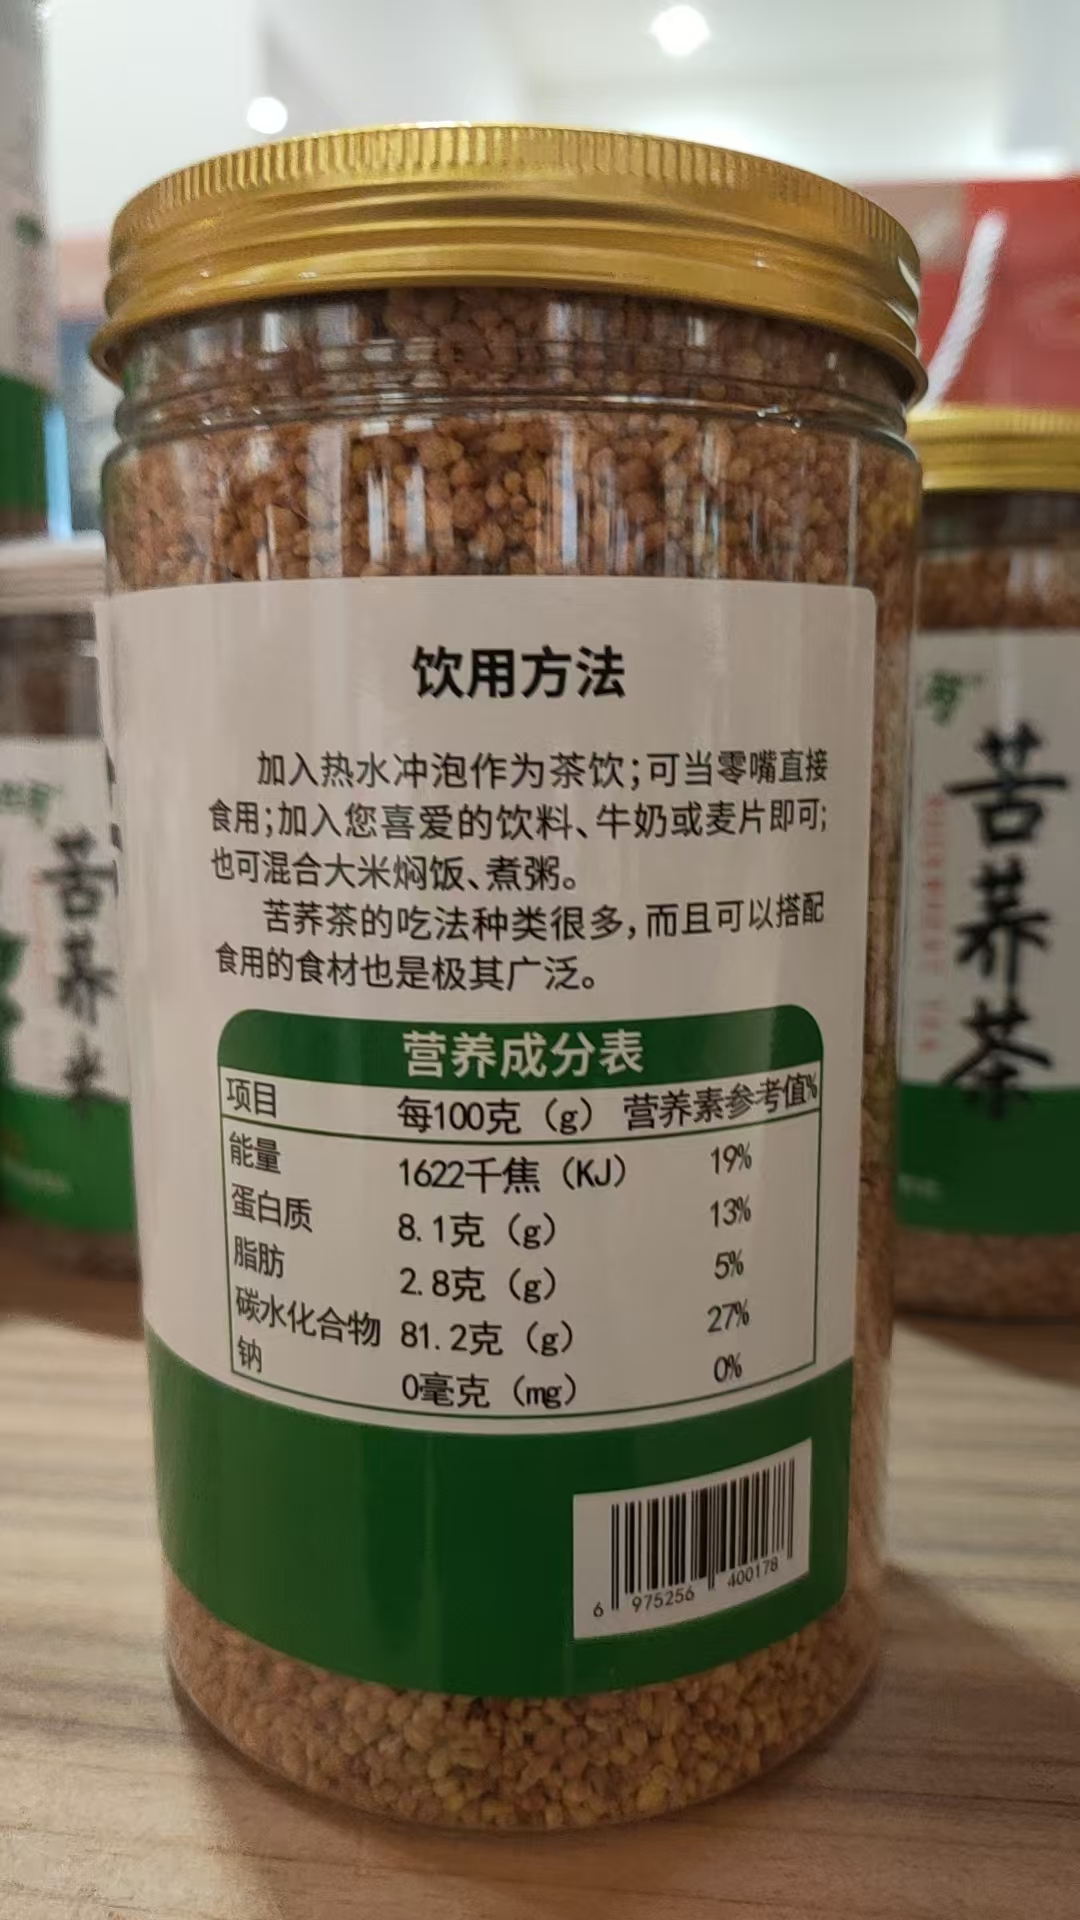 饮用方法
加入热水冲泡作为茶饮;可当零嘴直接
食用;加入您喜爱的饮料、牛奶或麦片即可;
也可混合大米焖饭、煮粥。
苦荞茶的吃法种类很多,而且可以搭配
食用的食材也是极其广泛。
营养成分表
项目 每100克（g） 营养素参考值%
能量 1622千焦（KJ） 19%
蛋白质 8.1克（g） 13%
脂肪 2.8克（g） 5%
碳水化合物 81.2克（g） 27%
钠 0毫克（mg） 0%
6 975256 400178
苦荞茶
苦荞米